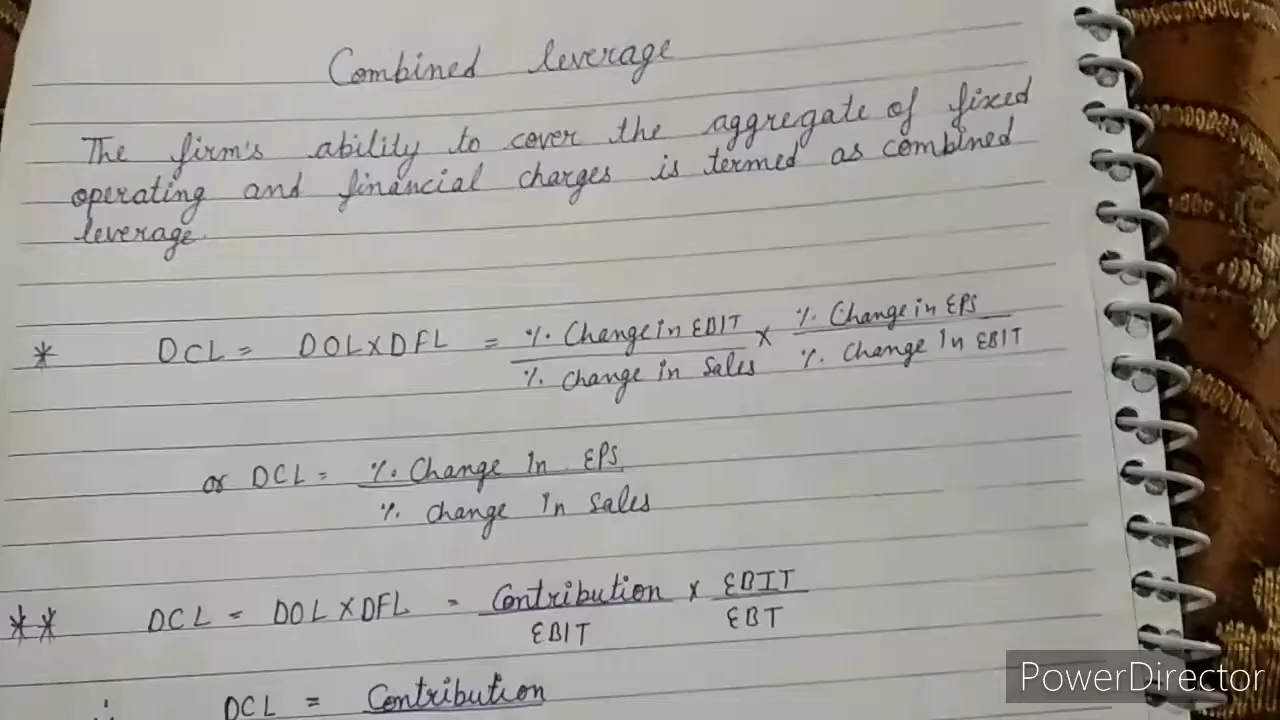 Combined leverage
The firm's ability to cover the aggregate of fixed
operating and financial charges is termed as combined
leverage.
* DCL = DOL X DFL = %. Change in EBIT / %. Change in Sales x %. Change in EPS / %. Change In EBIT
or DCL = %. Change In EPS / %. Change In Sales
** DCL = DOL X DFL = Contribution / EBIT x EBIT / EBT
∴ DCL = Contribution
PowerDirector